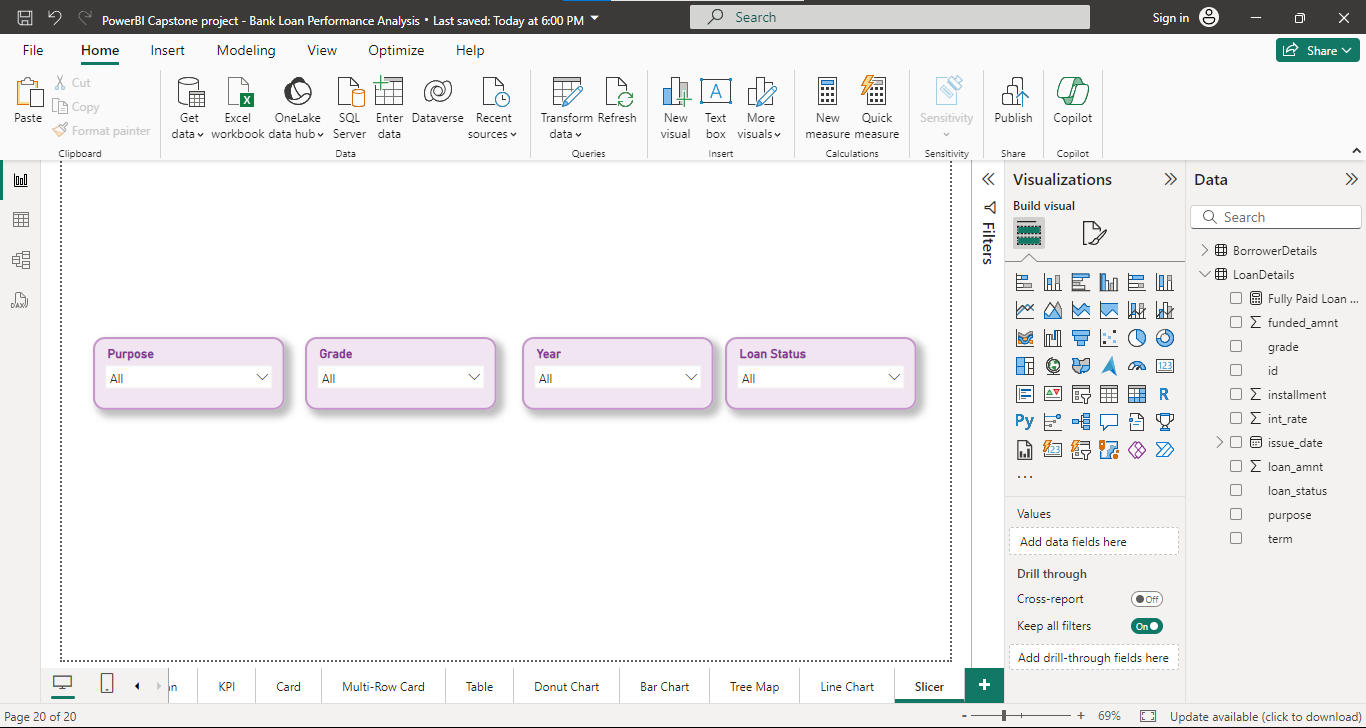 PowerBI Capstone project - Bank Loan Performance Analysis • Last saved: Today at 6:00 PM
Search
Sign in
File
Home
Insert
Modeling
View
Optimize
Help
Share
Paste
Cut
Copy
Format painter
Clipboard
Get data
Excel workbook
OneLake data hub
SQL Server
Enter data
Dataverse
Recent sources
Data
Transform data
Refresh
Queries
New visual
Text box
More visuals
Insert
New measure
Quick measure
Calculations
Sensitivity
Sensitivity
Publish
Share
Copilot
Copilot
Purpose
All
Grade
All
Year
All
Loan Status
All
Filters
Visualizations
Build visual
123
R
Py
123
...
Values
Add data fields here
Drill through
Cross-report
Off
Keep all filters
On
Add drill-through fields here
Data
Search
BorrowerDetails
LoanDetails
Fully Paid Loan ...
funded_amnt
grade
id
installment
int_rate
issue_date
loan_amnt
loan_status
purpose
term
KPI
Card
Multi-Row Card
Table
Donut Chart
Bar Chart
Tree Map
Line Chart
Slicer
+
Page 20 of 20
- +
69%
Update available (click to download)